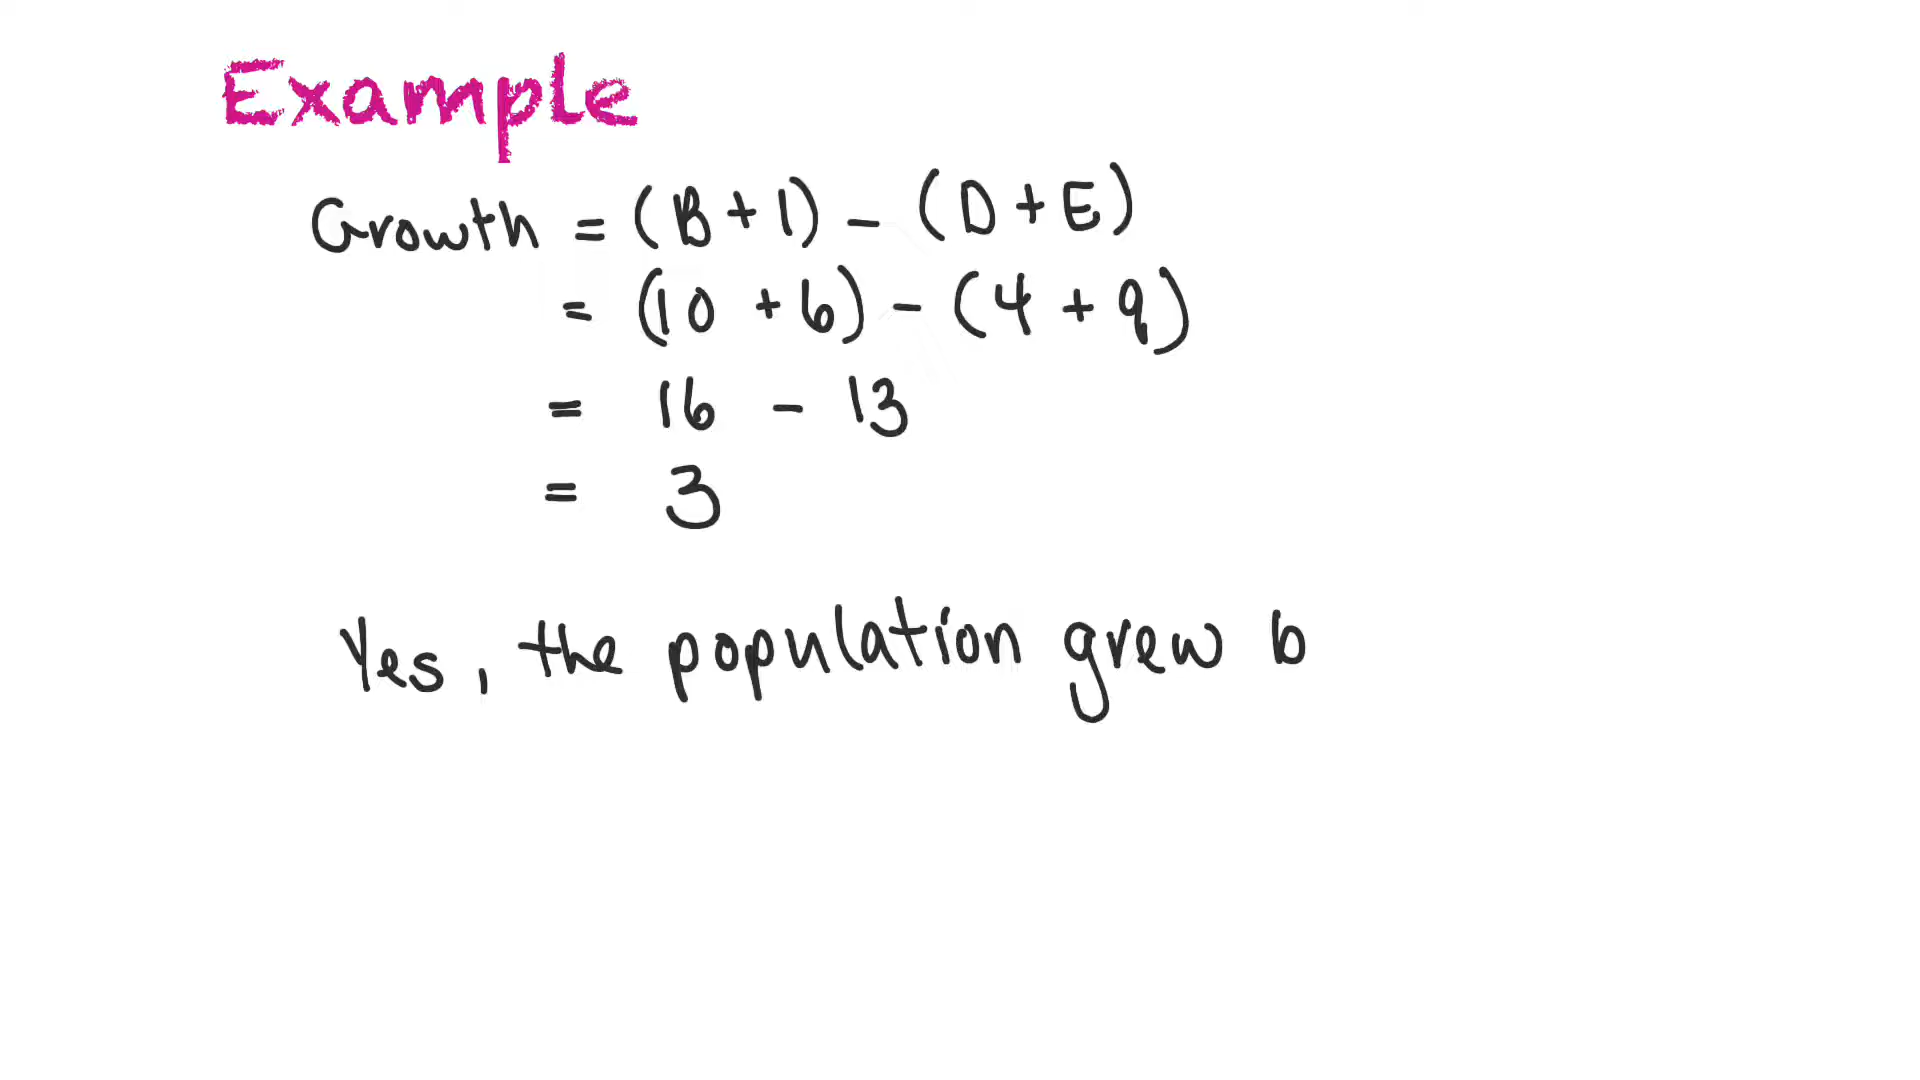 Example
Growth = (B + I) - (D + E)
= (10 + 6) - (4 + 9)
= 16 - 13
= 3
Yes, the population grew b